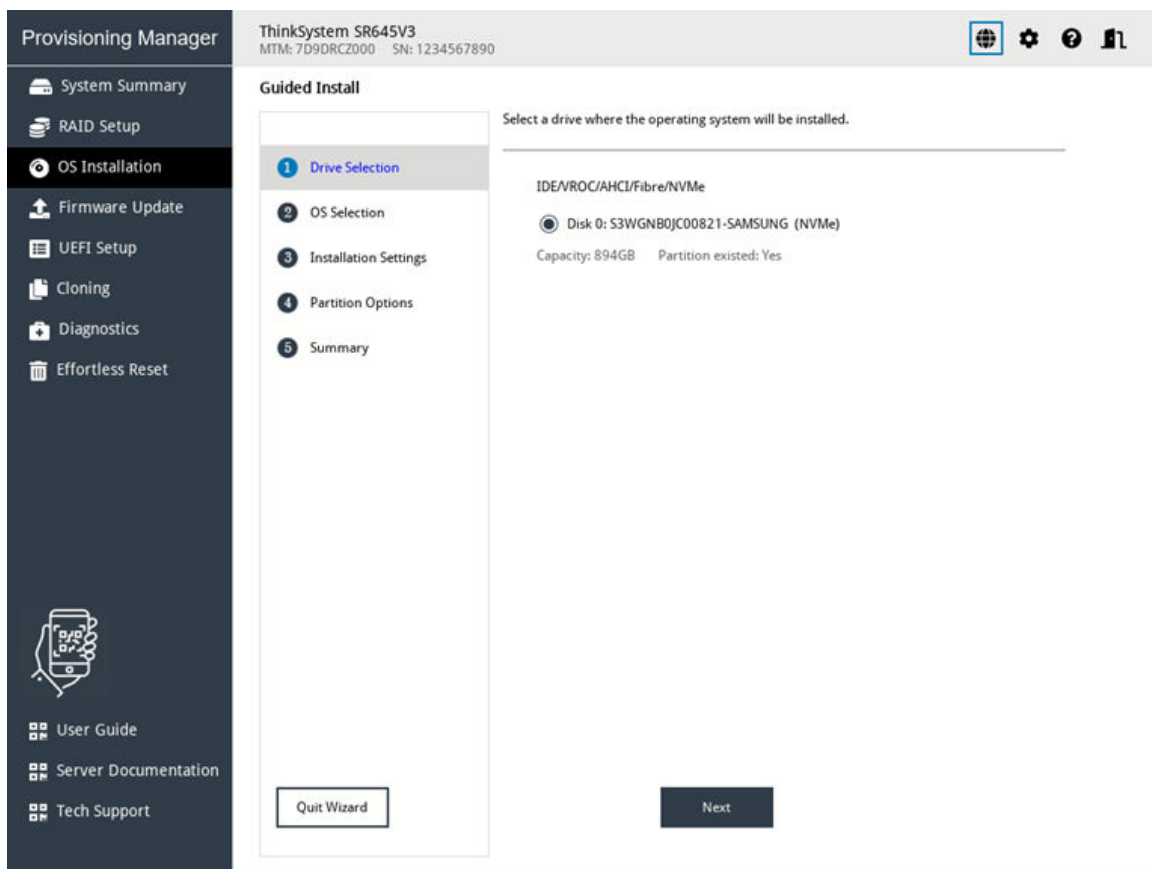 Provisioning Manager
System Summary
RAID Setup
OS Installation
Firmware Update
UEFI Setup
Cloning
Diagnostics
Effortless Reset
User Guide
Server Documentation
Tech Support
ThinkSystem SR645V3
MTM: 7D9DRCZ000 SN: 1234567890
Guided Install
1 Drive Selection
2 OS Selection
3 Installation Settings
4 Partition Options
5 Summary
Quit Wizard
Select a drive where the operating system will be installed.
IDE/VROC/AHCI/Fibre/NVMe
Disk 0: S3WGNB0JC00821-SAMSUNG (NVMe)
Capacity: 894GB Partition existed: Yes
Next